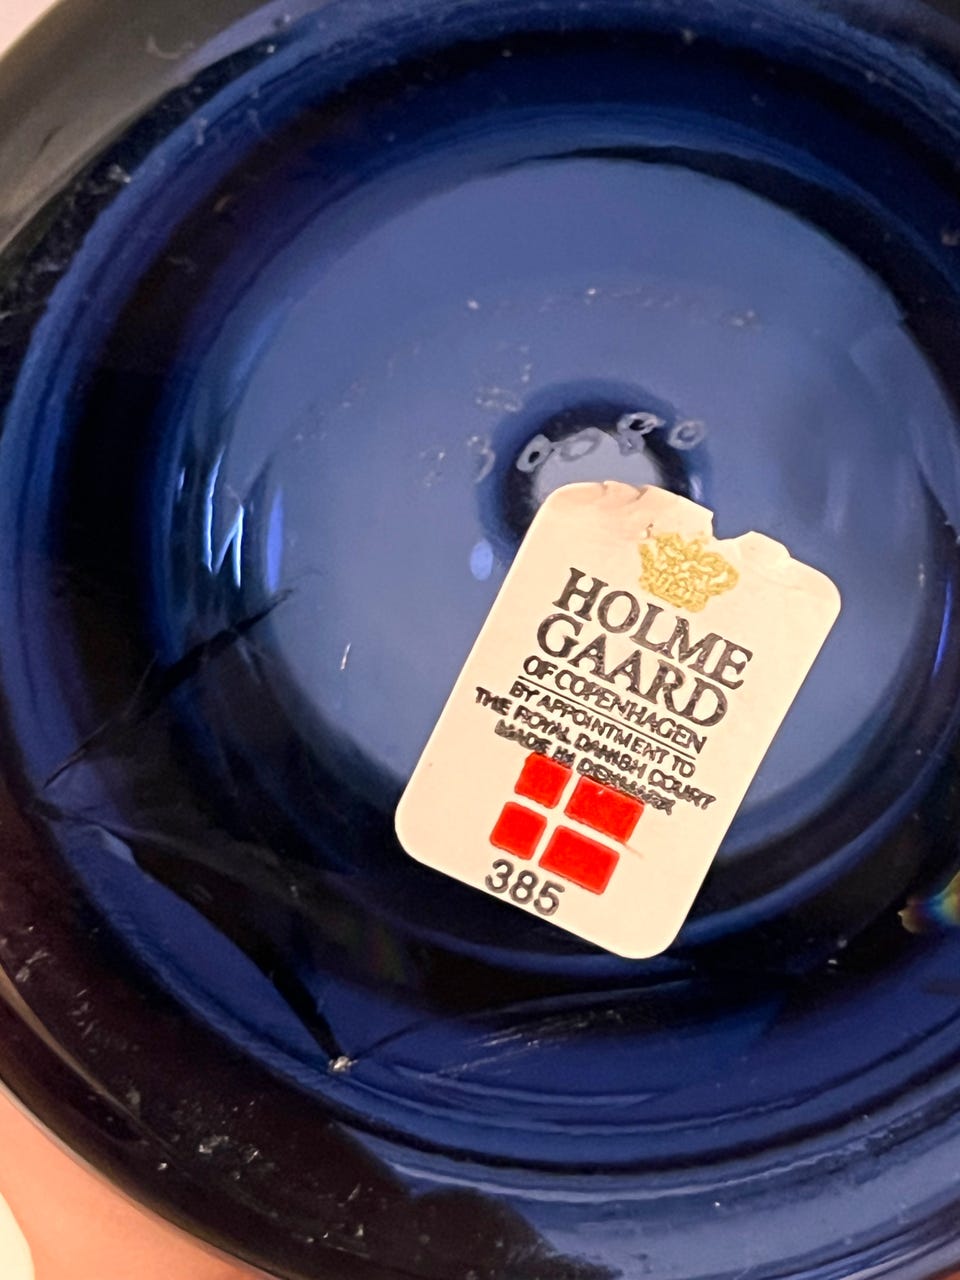 HOLME
GAARD
OF COPENHAGEN
BY APPOINTMENT TO
THE ROYAL DANISH COURT
MADE IN DENMARK
385